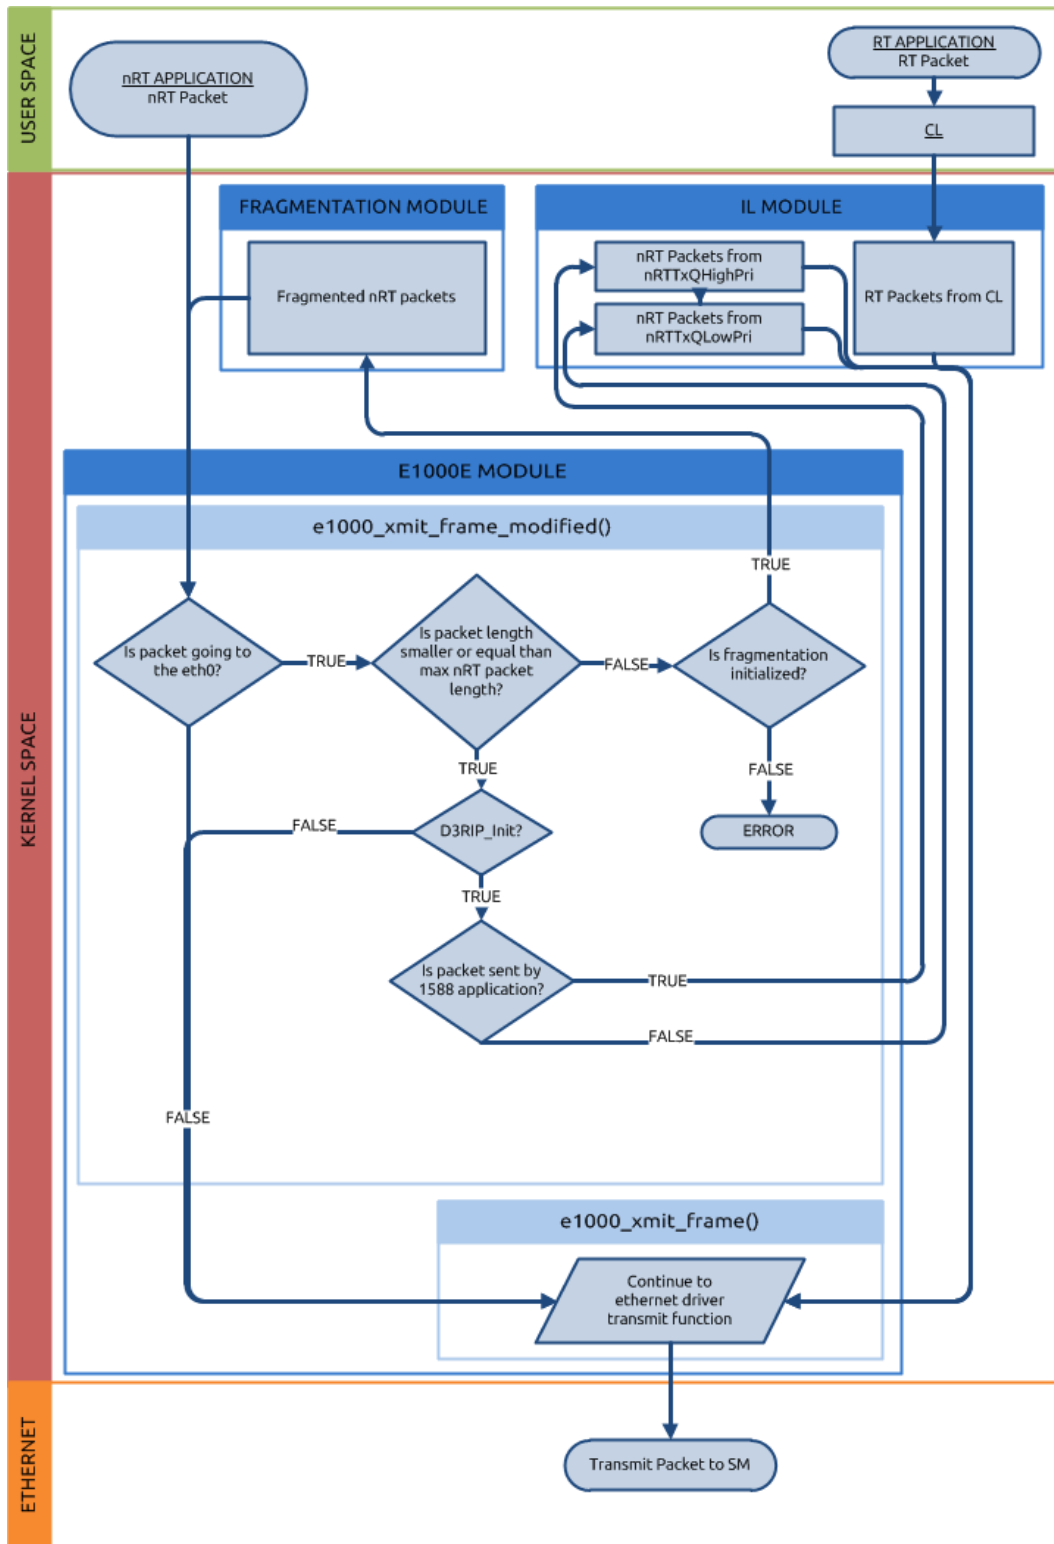 USER SPACE
nRT APPLICATION
nRT Packet
RT APPLICATION
RT Packet
CL
KERNEL SPACE
FRAGMENTATION MODULE
Fragmented nRT packets
IL MODULE
nRT Packets from
nRTTxQHighPri
nRT Packets from
nRTTxQLowPri
RT Packets from CL
E1000E MODULE
e1000_xmit_frame_modified()
TRUE
Is packet going to
the eth0?
TRUE
Is packet length
smaller or equal than
max nRT packet
length?
FALSE
Is fragmentation
initialized?
TRUE
FALSE
FALSE
D3RIP_Init?
ERROR
TRUE
Is packet sent by
1588 application?
TRUE
FALSE
FALSE
e1000_xmit_frame()
Continue to
ethernet driver
transmit function
ETHERNET
Transmit Packet to SM